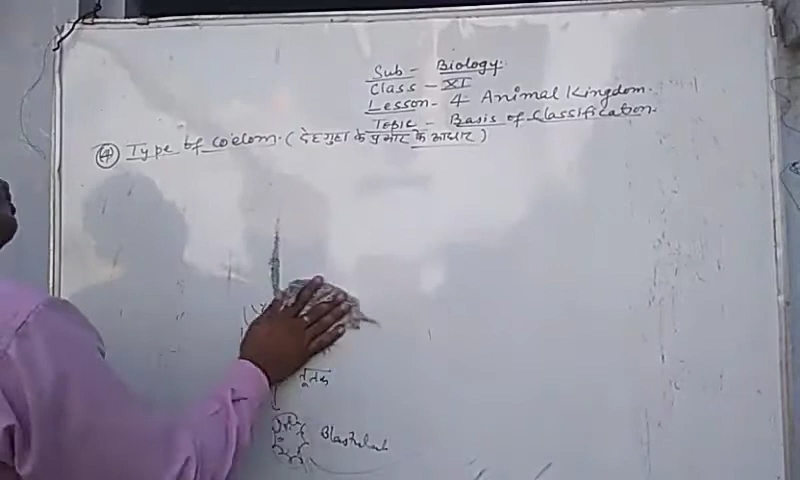 Sub - Biology.
Class - XI
Lesson - 4 Animal Kingdom.
Topic - Basis of Classification.
④ Type of Coelom. (देहगुहा के प्रकार के आधार)